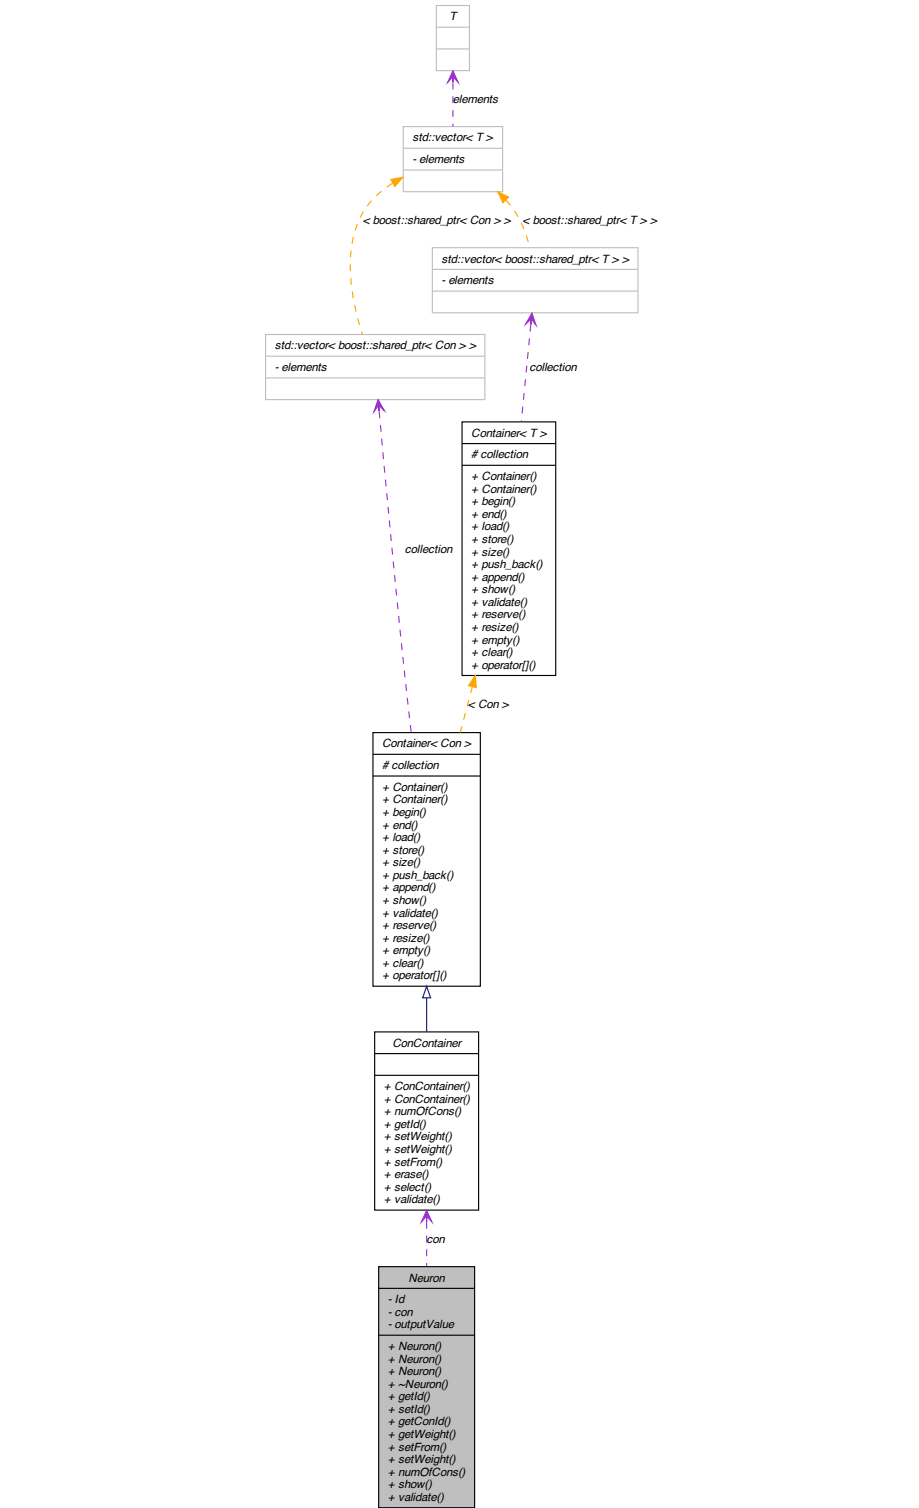 T
elements
std::vector< T >
- elements
< boost::shared_ptr< Con > >
< boost::shared_ptr< T > >
std::vector< boost::shared_ptr< T > >
- elements
std::vector< boost::shared_ptr< Con > >
- elements
collection
Container< T >
# collection
+ Container()
+ Container()
+ begin()
+ end()
+ load()
+ store()
+ size()
+ push_back()
+ append()
+ show()
+ validate()
+ reserve()
+ resize()
+ empty()
+ clear()
+ operator[]()
collection
< Con >
Container< Con >
# collection
+ Container()
+ Container()
+ begin()
+ end()
+ load()
+ store()
+ size()
+ push_back()
+ append()
+ show()
+ validate()
+ reserve()
+ resize()
+ empty()
+ clear()
+ operator[]()
ConContainer
+ ConContainer()
+ ConContainer()
+ numOfCons()
+ getId()
+ setWeight()
+ setWeight()
+ setFrom()
+ erase()
+ select()
+ validate()
con
Neuron
- Id
- con
- outputValue
+ Neuron()
+ Neuron()
+ Neuron()
+ ~Neuron()
+ getId()
+ setId()
+ getConId()
+ getWeight()
+ setFrom()
+ setWeight()
+ numOfCons()
+ show()
+ validate()